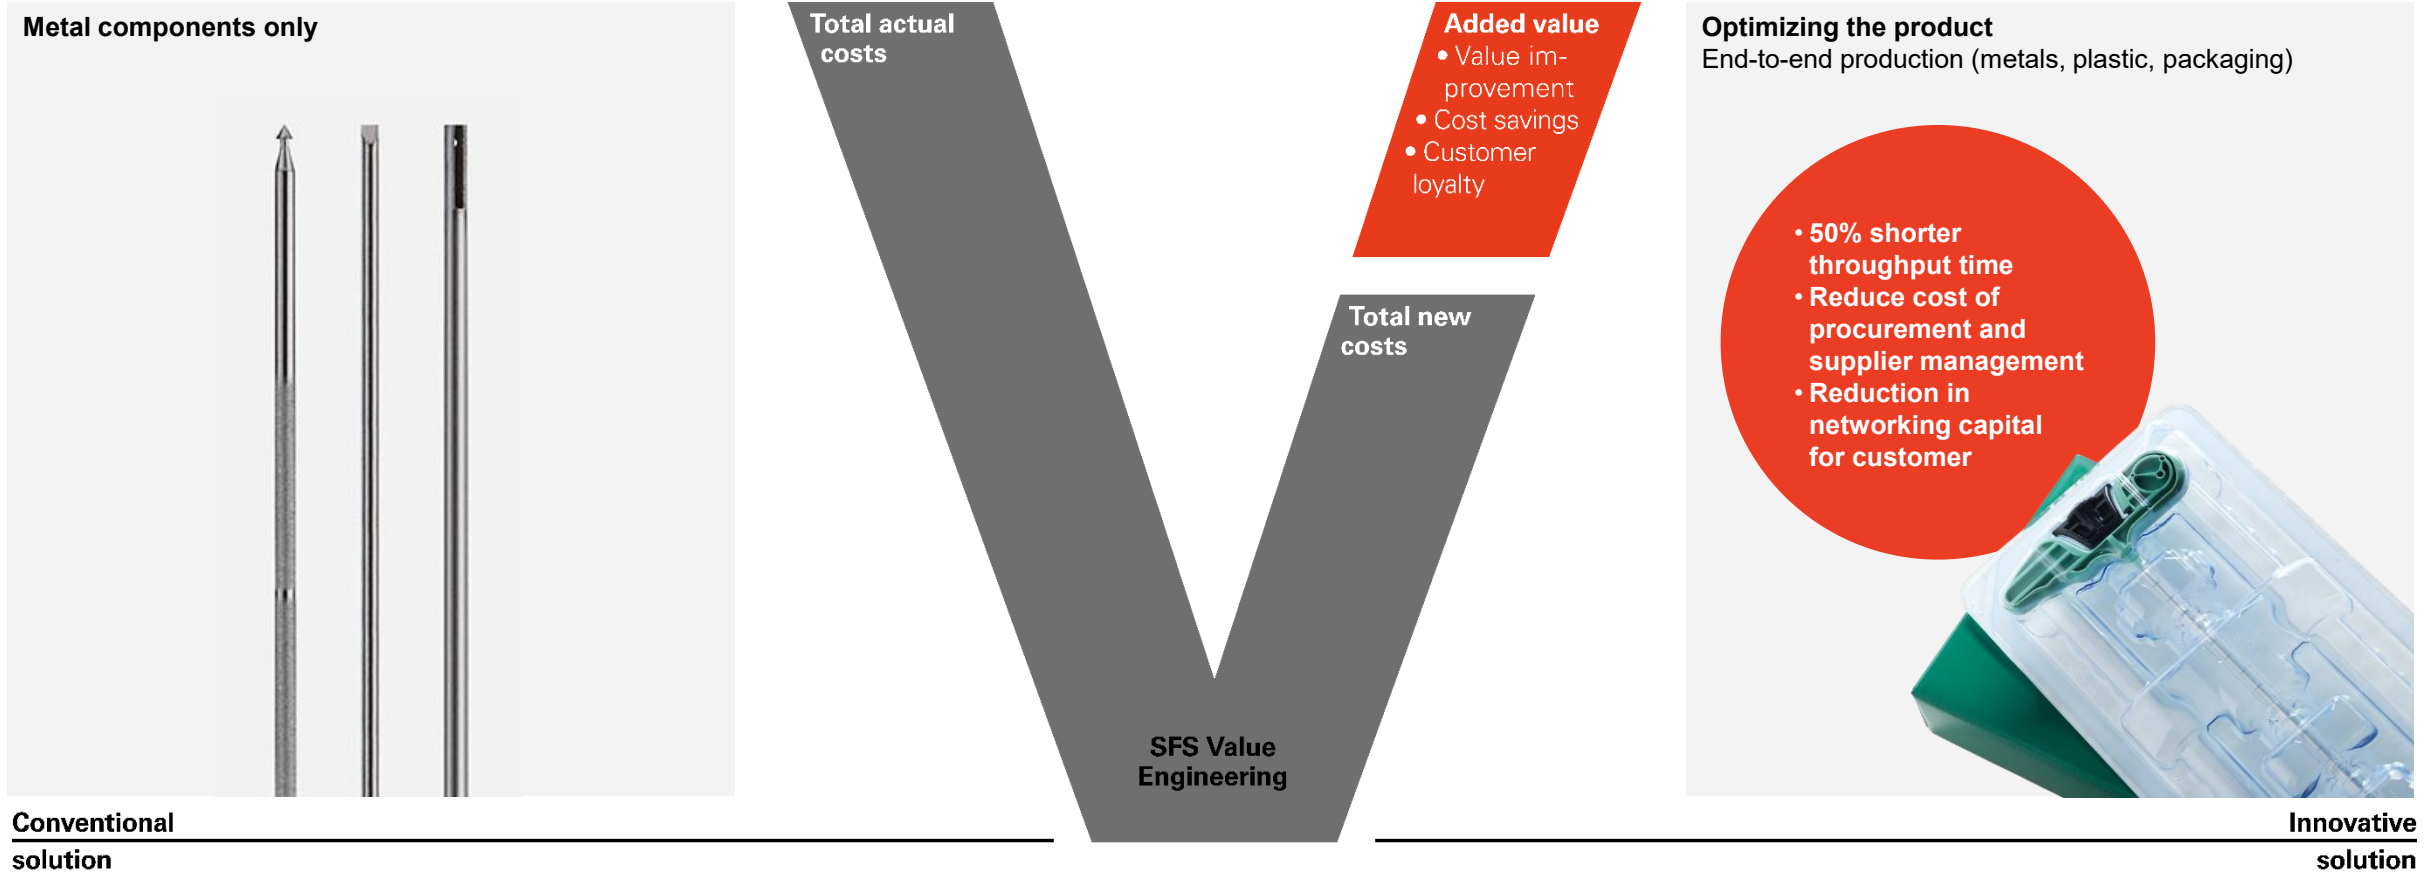 Metal components only
Total actual
costs
Added value
• Value im-
provement
• Cost savings
• Customer
loyalty
Total new
costs
SFS Value
Engineering
Optimizing the product
End-to-end production (metals, plastic, packaging)
• 50% shorter
throughput time
• Reduce cost of
procurement and
supplier management
• Reduction in
networking capital
for customer
Conventional
solution
Innovative
solution